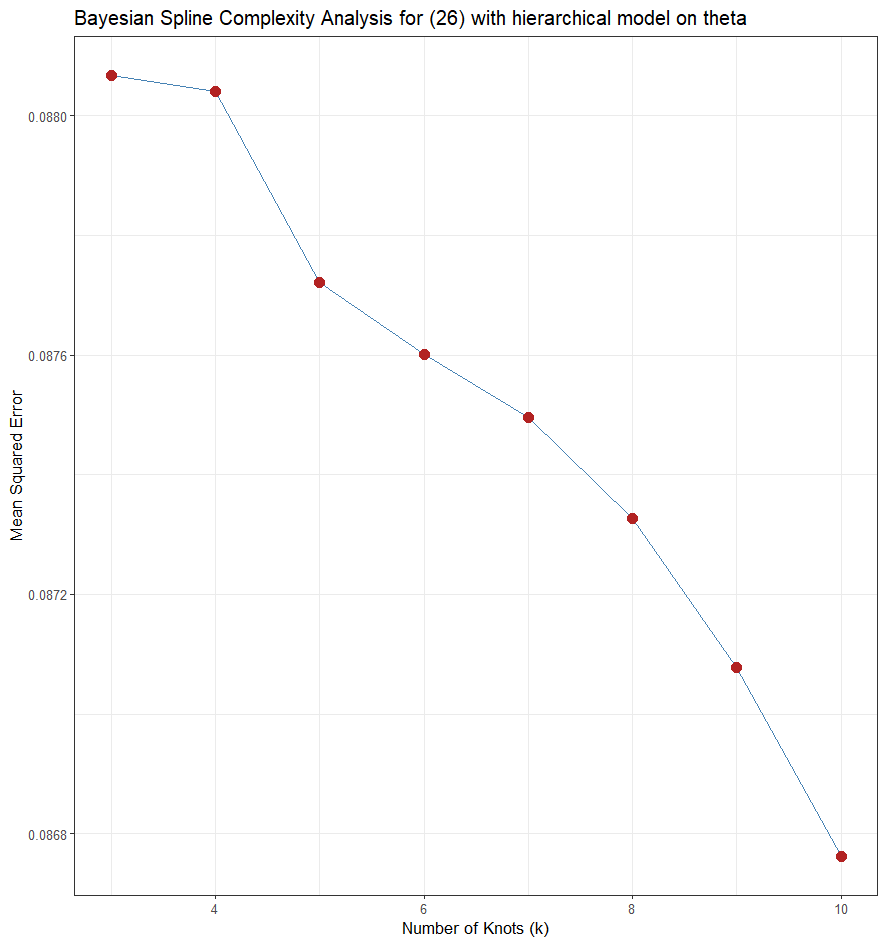 Bayesian Spline Complexity Analysis for (26) with hierarchical model on theta
0.0880
0.0876
0.0872
0.0868
Mean Squared Error
4 6 8 10
Number of Knots (k)